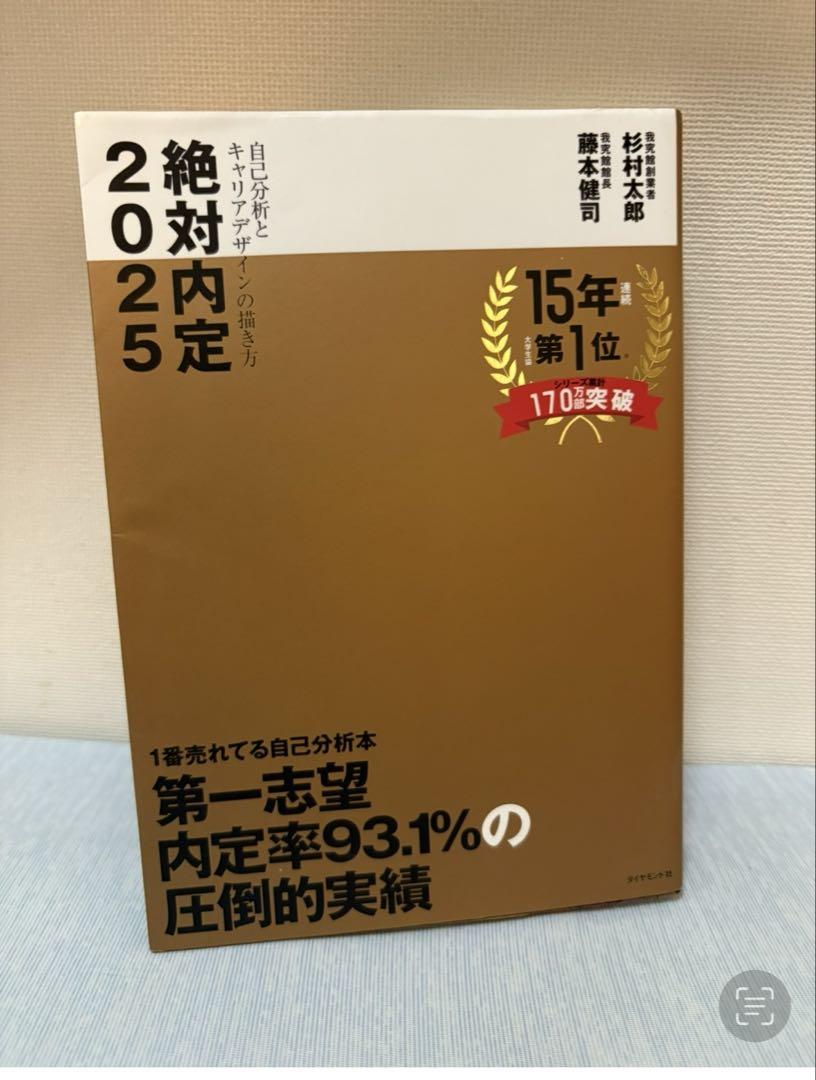 我究館創業者
杉村太郎
我究館館長
藤本健司
自己分析と
キャリアデザインの描き方
絶対内定
2025
15年連続
大学生協
第1位※
シリーズ累計
170万部突破
1番売れてる自己分析本
第一志望
内定率93.1%の
圧倒的実績
ダイヤモンド社